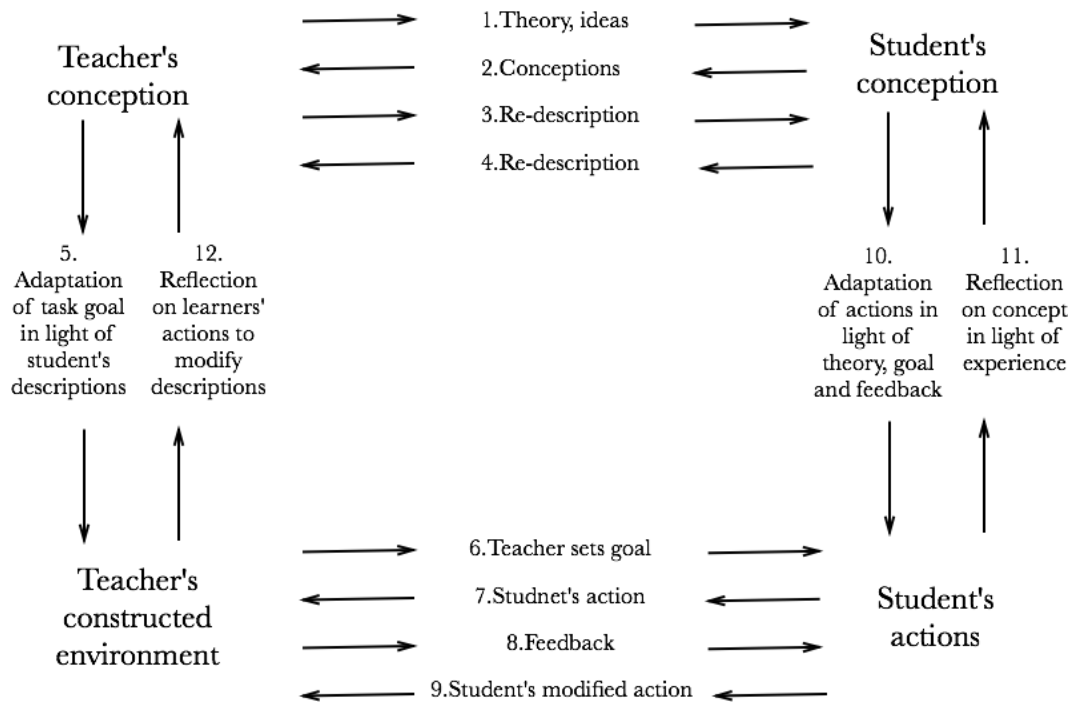 Teacher's
conception
1.Theory, ideas
2.Conceptions
3.Re-description
4.Re-description
Student's
conception
5.
Adaptation
of task goal
in light of
student's
descriptions
12.
Reflection
on learners'
actions to
modify
descriptions
10.
Adaptation
of actions in
light of
theory, goal
and feedback
11.
Reflection
on concept
in light of
experience
Teacher's
constructed
environment
6.Teacher sets goal
7.Studnet's action
8.Feedback
9.Student's modified action
Student's
actions